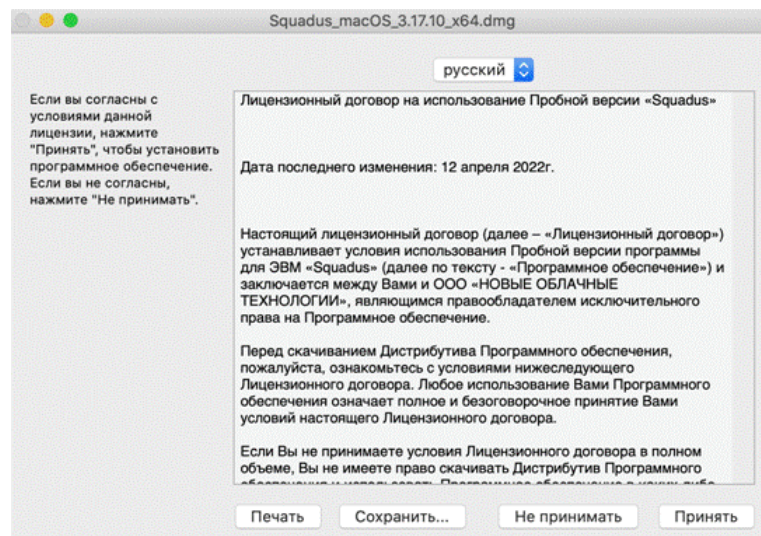 Squadus_macOS_3.17.10_x64.dmg
русский
Если вы согласны с
условиями данной
лицензии, нажмите
"Принять", чтобы установить
программное обеспечение.
Если вы не согласны,
нажмите "Не принимать".
Лицензионный договор на использование Пробной версии «Squadus»
Дата последнего изменения: 12 апреля 2022г.
Настоящий лицензионный договор (далее – «Лицензионный договор»)
устанавливает условия использования Пробной версии программы
для ЭВМ «Squadus» (далее по тексту - «Программное обеспечение») и
заключается между Вами и ООО «НОВЫЕ ОБЛАЧНЫЕ
ТЕХНОЛОГИИ», являющимся правообладателем исключительного
права на Программное обеспечение.
Перед скачиванием Дистрибутива Программного обеспечения,
пожалуйста, ознакомьтесь с условиями нижеследующего
Лицензионного договора. Любое использование Вами Программного
обеспечения означает полное и безоговорочное принятие Вами
условий настоящего Лицензионного договора.
Если Вы не принимаете условия Лицензионного договора в полном
объеме, Вы не имеете право скачивать Дистрибутив Программного
Печать Сохранить... Не принимать Принять